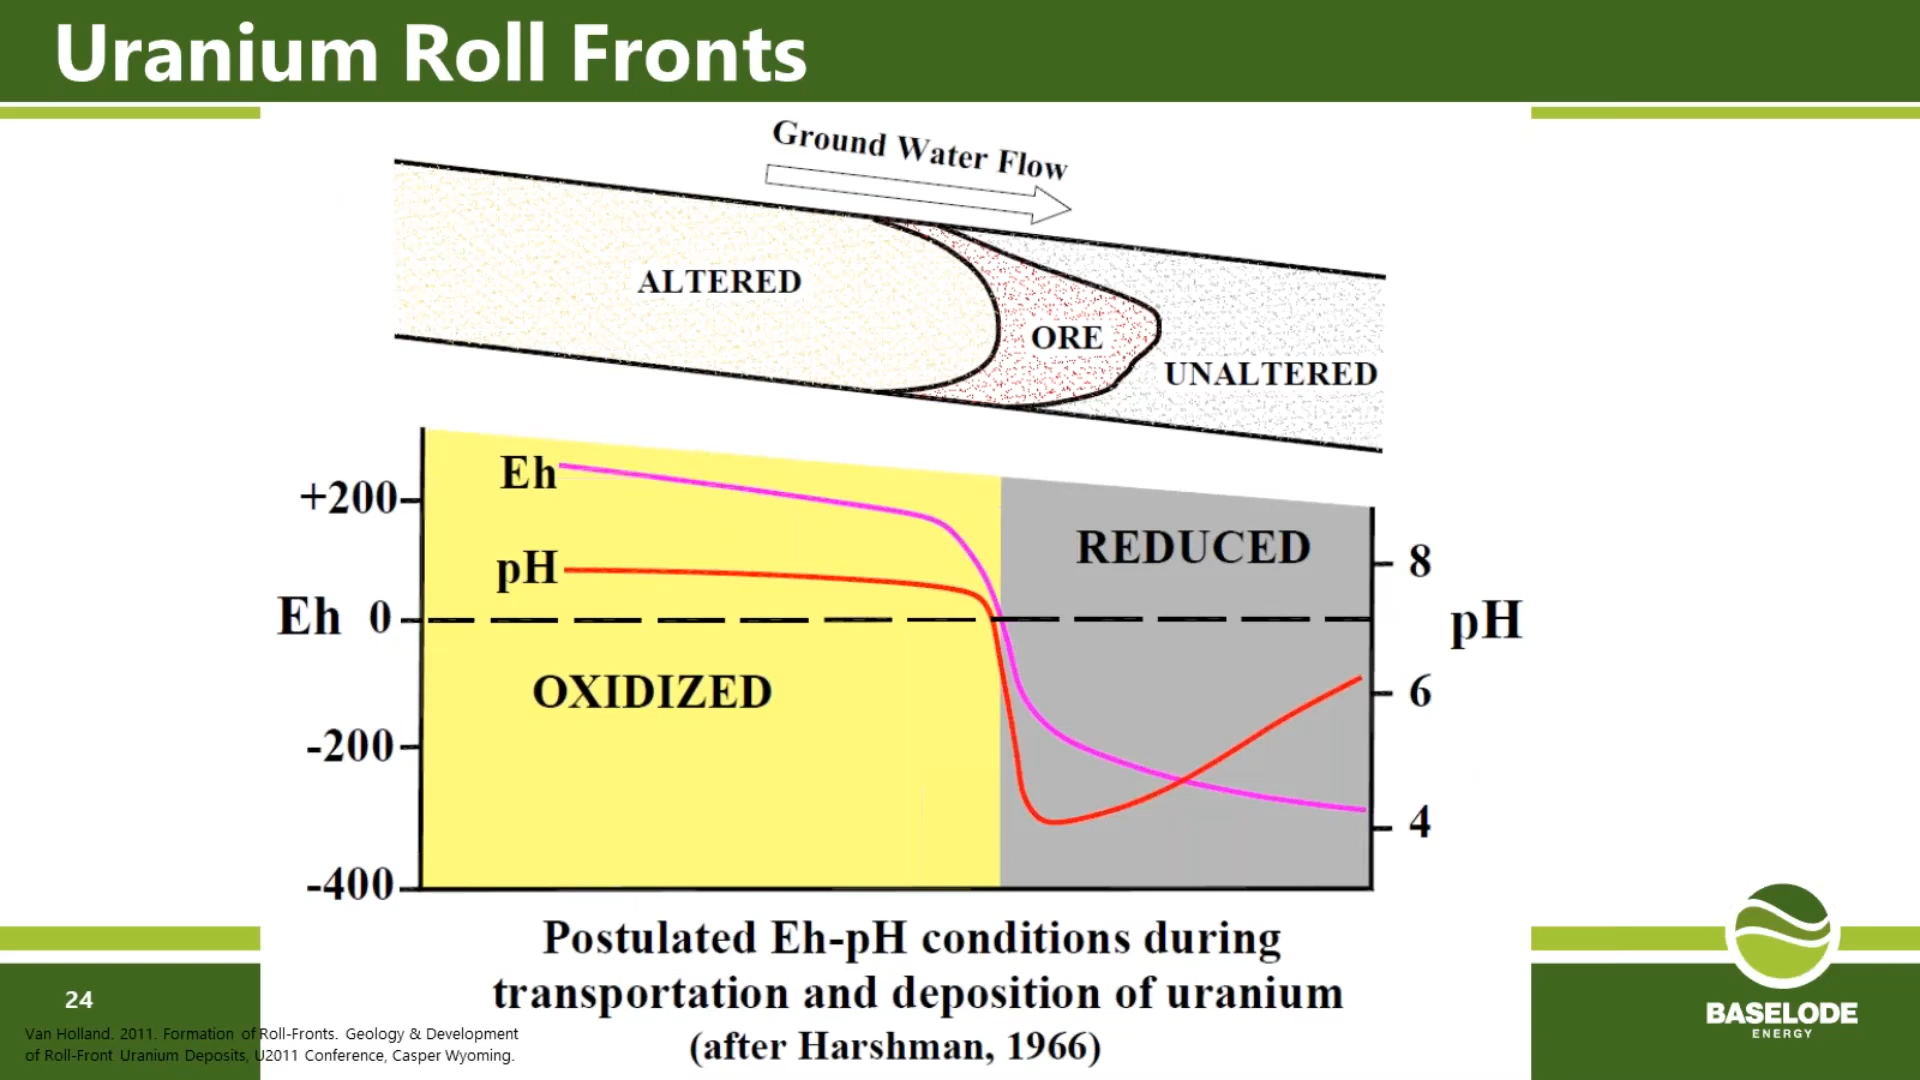 Uranium Roll Fronts
Ground Water Flow
ALTERED
ORE
UNALTERED
Eh
+200
REDUCED
8
pH
Eh 0
pH
OXIDIZED
6
-200
4
-400
Postulated Eh-pH conditions during
transportation and deposition of uranium
(after Harshman, 1966)
24
Van Holland. 2011. Formation of Roll-Fronts. Geology & Development
of Roll-Front Uranium Deposits, U2011 Conference, Casper Wyoming.
BASELODE
ENERGY